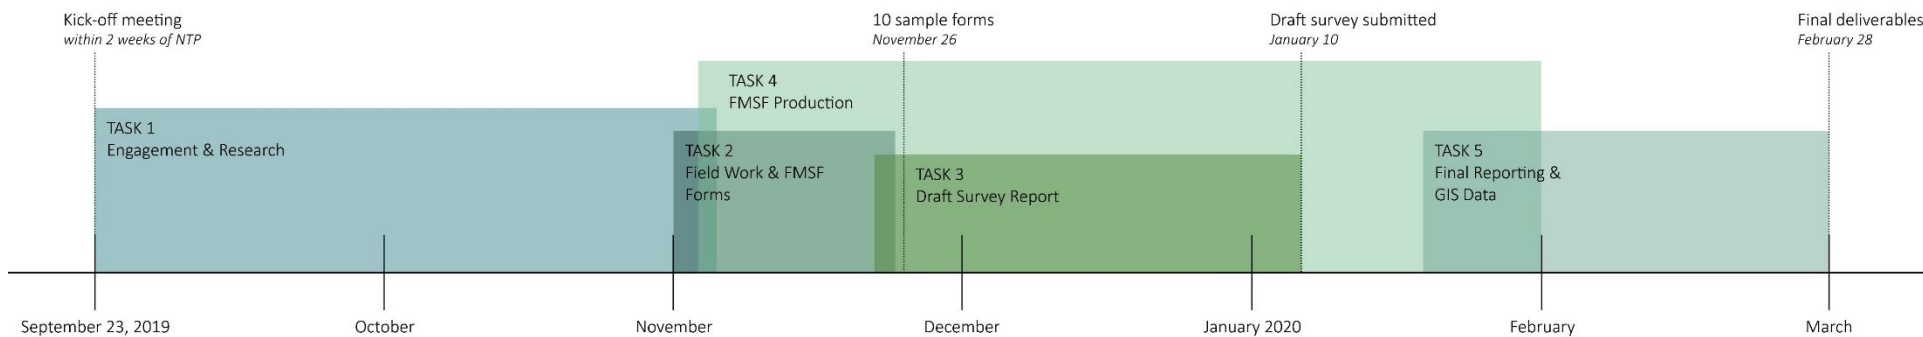 Kick-off meeting
within 2 weeks of NTP
10 sample forms
November 26
Draft survey submitted
January 10
Final deliverables
February 28
TASK 1
Engagement & Research
TASK 4
FMSF Production
TASK 2
Field Work & FMSF
Forms
TASK 3
Draft Survey Report
TASK 5
Final Reporting &
GIS Data
September 23, 2019
October
November
December
January 2020
February
March